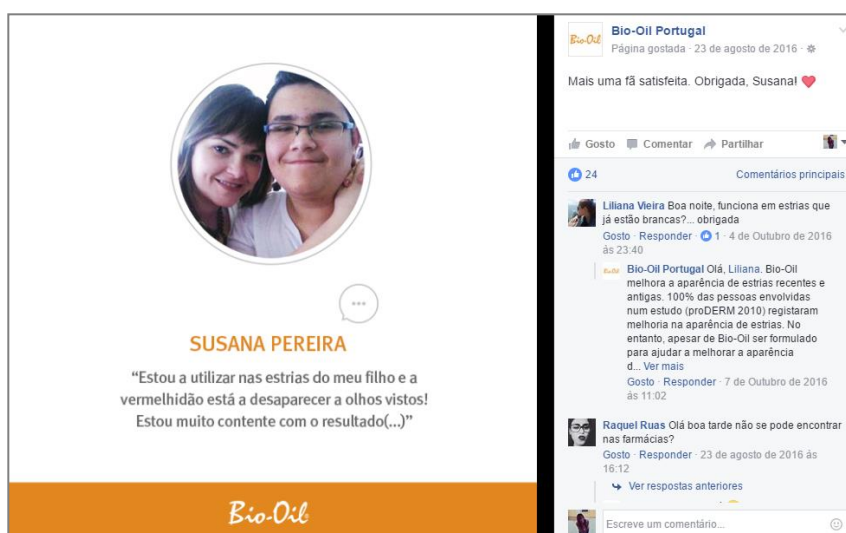 SUSANA PEREIRA
“Estou a utilizar nas estrias do meu filho e a
vermelhidão está a desaparecer a olhos vistos!
Estou muito contente com o resultado(...)”
Bio-Oil
Bio-Oil
Bio-Oil Portugal
Página gostada · 23 de agosto de 2016 ·
Mais uma fã satisfeita. Obrigada, Susana! ❤
Gosto Comentar Partilhar
24 Comentários principais
Liliana Vieira Boa noite, funciona em estrias que
já estão brancas?... obrigada
Gosto · Responder · 1 · 4 de Outubro de 2016
às 23:40
Bio-Oil Portugal Olá, Liliana. Bio-Oil
melhora a aparência de estrias recentes e
antigas. 100% das pessoas envolvidas
num estudo (proDERM 2010) registaram
melhoria na aparência de estrias. No
entanto, apesar de Bio-Oil ser formulado
para ajudar a melhorar a aparência
d... Ver mais
Gosto · Responder · 7 de Outubro de 2016
às 11:02
Raquel Ruas Olá boa tarde não se pode encontrar
nas farmácias?
Gosto · Responder · 23 de agosto de 2016 às
16:12
Ver respostas anteriores
Escreve um comentário...